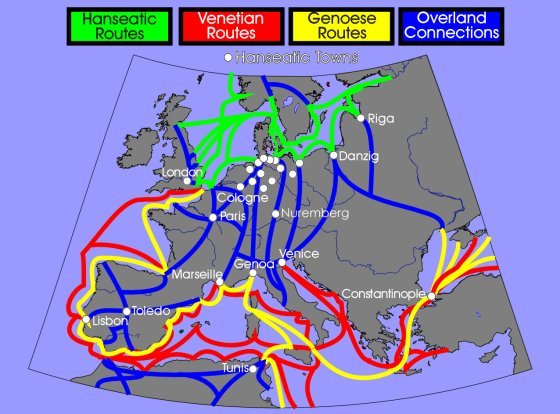 Hanseatic Routes
Venetian Routes
Genoese Routes
Overland Connections
Hanseatic Towns
Riga
Danzig
London
Cologne
Paris
Nuremberg
Venice
Genoa
Marseille
Constantinople
Toledo
Lisbon
Tunis